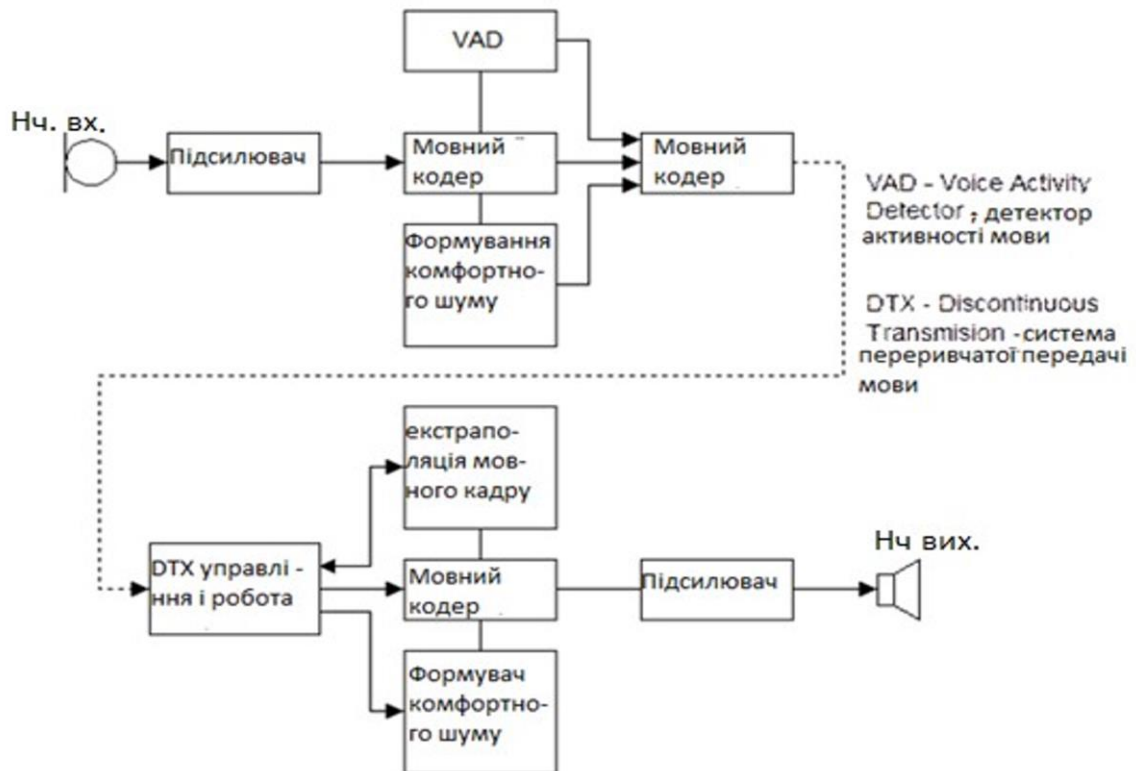 VAD
Нч. вх.
Підсилювач
Мовний
кодер
Мовний
кодер
Формування
комфортно-
го шуму
VAD - Voice Activity
Detector , детектор
активності мови
DTX - Discontinuous
Transmision -система
переривчатої передачі
мови
екстрапо-
ляція мов-
ного кадру
DTX управлі -
ння і робота
Мовний
кодер
Підсилювач
Нч вих.
Формувач
комфортно-
го шуму